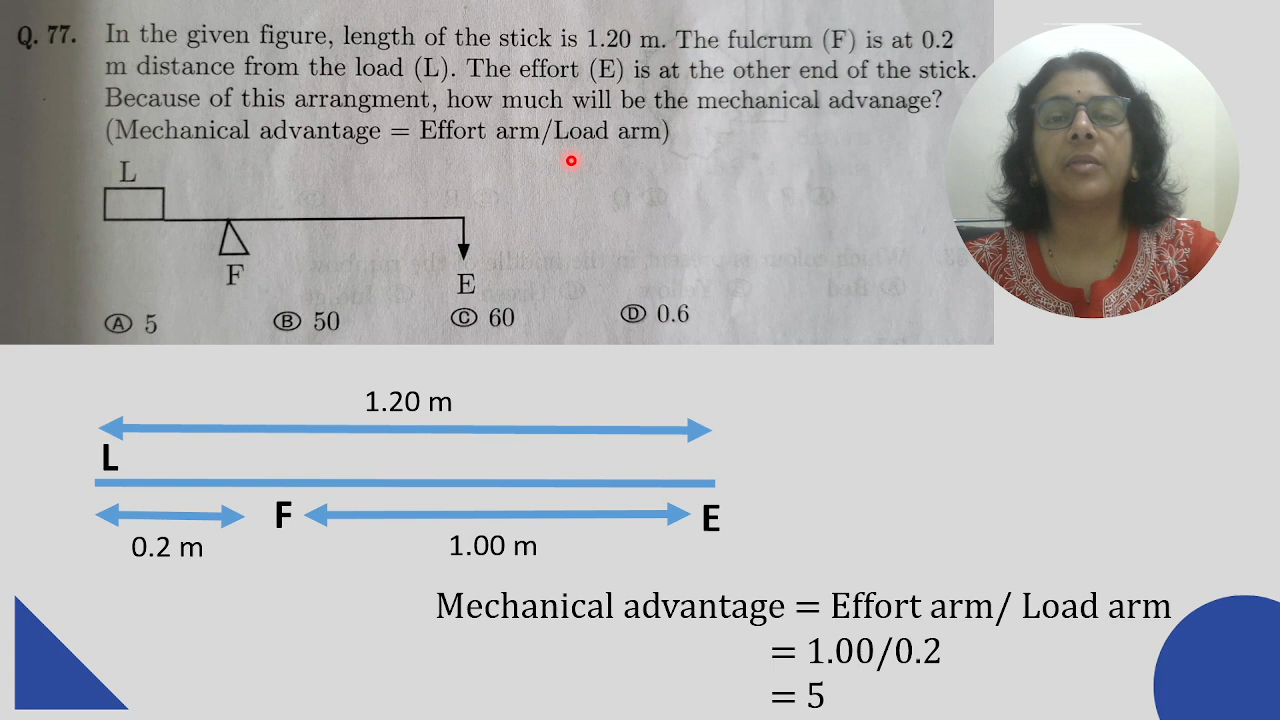 Q. 77. In the given figure, length of the stick is 1.20 m. The fulcrum (F) is at 0.2
m distance from the load (L). The effort (E) is at the other end of the stick.
Because of this arrangment, how much will be the mechanical advanage?
(Mechanical advantage = Effort arm/Load arm)
L
F
E
Ⓐ 5 Ⓑ 50 Ⓒ 60 Ⓓ 0.6
1.20 m
L
F
E
0.2 m
1.00 m
Mechanical advantage = Effort arm/ Load arm
= 1.00/0.2
= 5